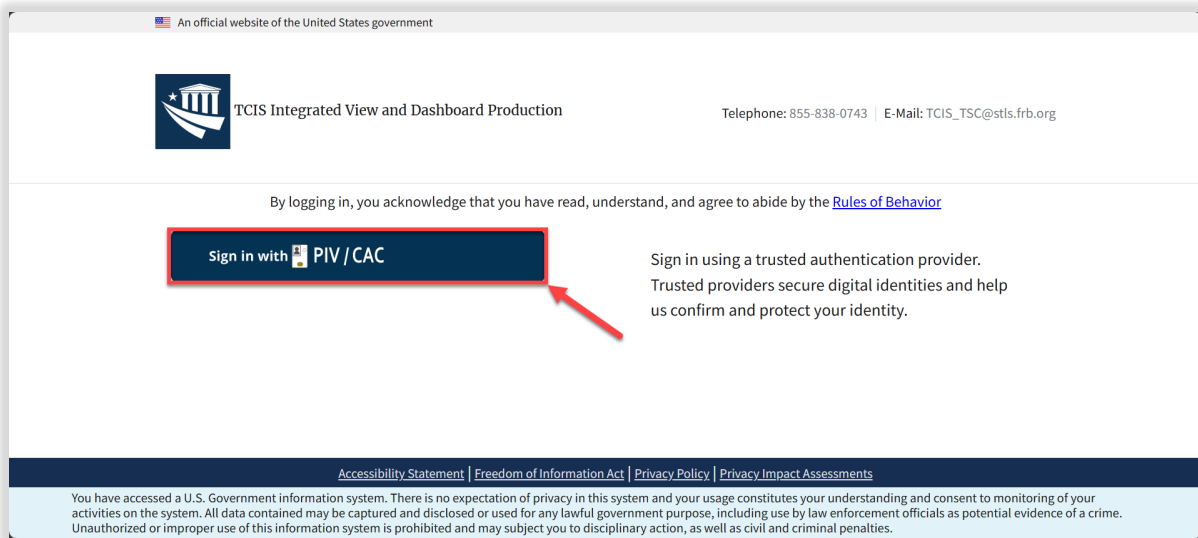 An official website of the United States government
TCIS Integrated View and Dashboard Production
Telephone: 855-838-0743 | E-Mail: TCIS_TSC@stls.frb.org
By logging in, you acknowledge that you have read, understand, and agree to abide by the Rules of Behavior
Sign in with PIV / CAC
Sign in using a trusted authentication provider.
Trusted providers secure digital identities and help
us confirm and protect your identity.
Accessibility Statement | Freedom of Information Act | Privacy Policy | Privacy Impact Assessments
You have accessed a U.S. Government information system. There is no expectation of privacy in this system and your usage constitutes your understanding and consent to monitoring of your
activities on the system. All data contained may be captured and disclosed or used for any lawful government purpose, including use by law enforcement officials as potential evidence of a crime.
Unauthorized or improper use of this information system is prohibited and may subject you to disciplinary action, as well as civil and criminal penalties.